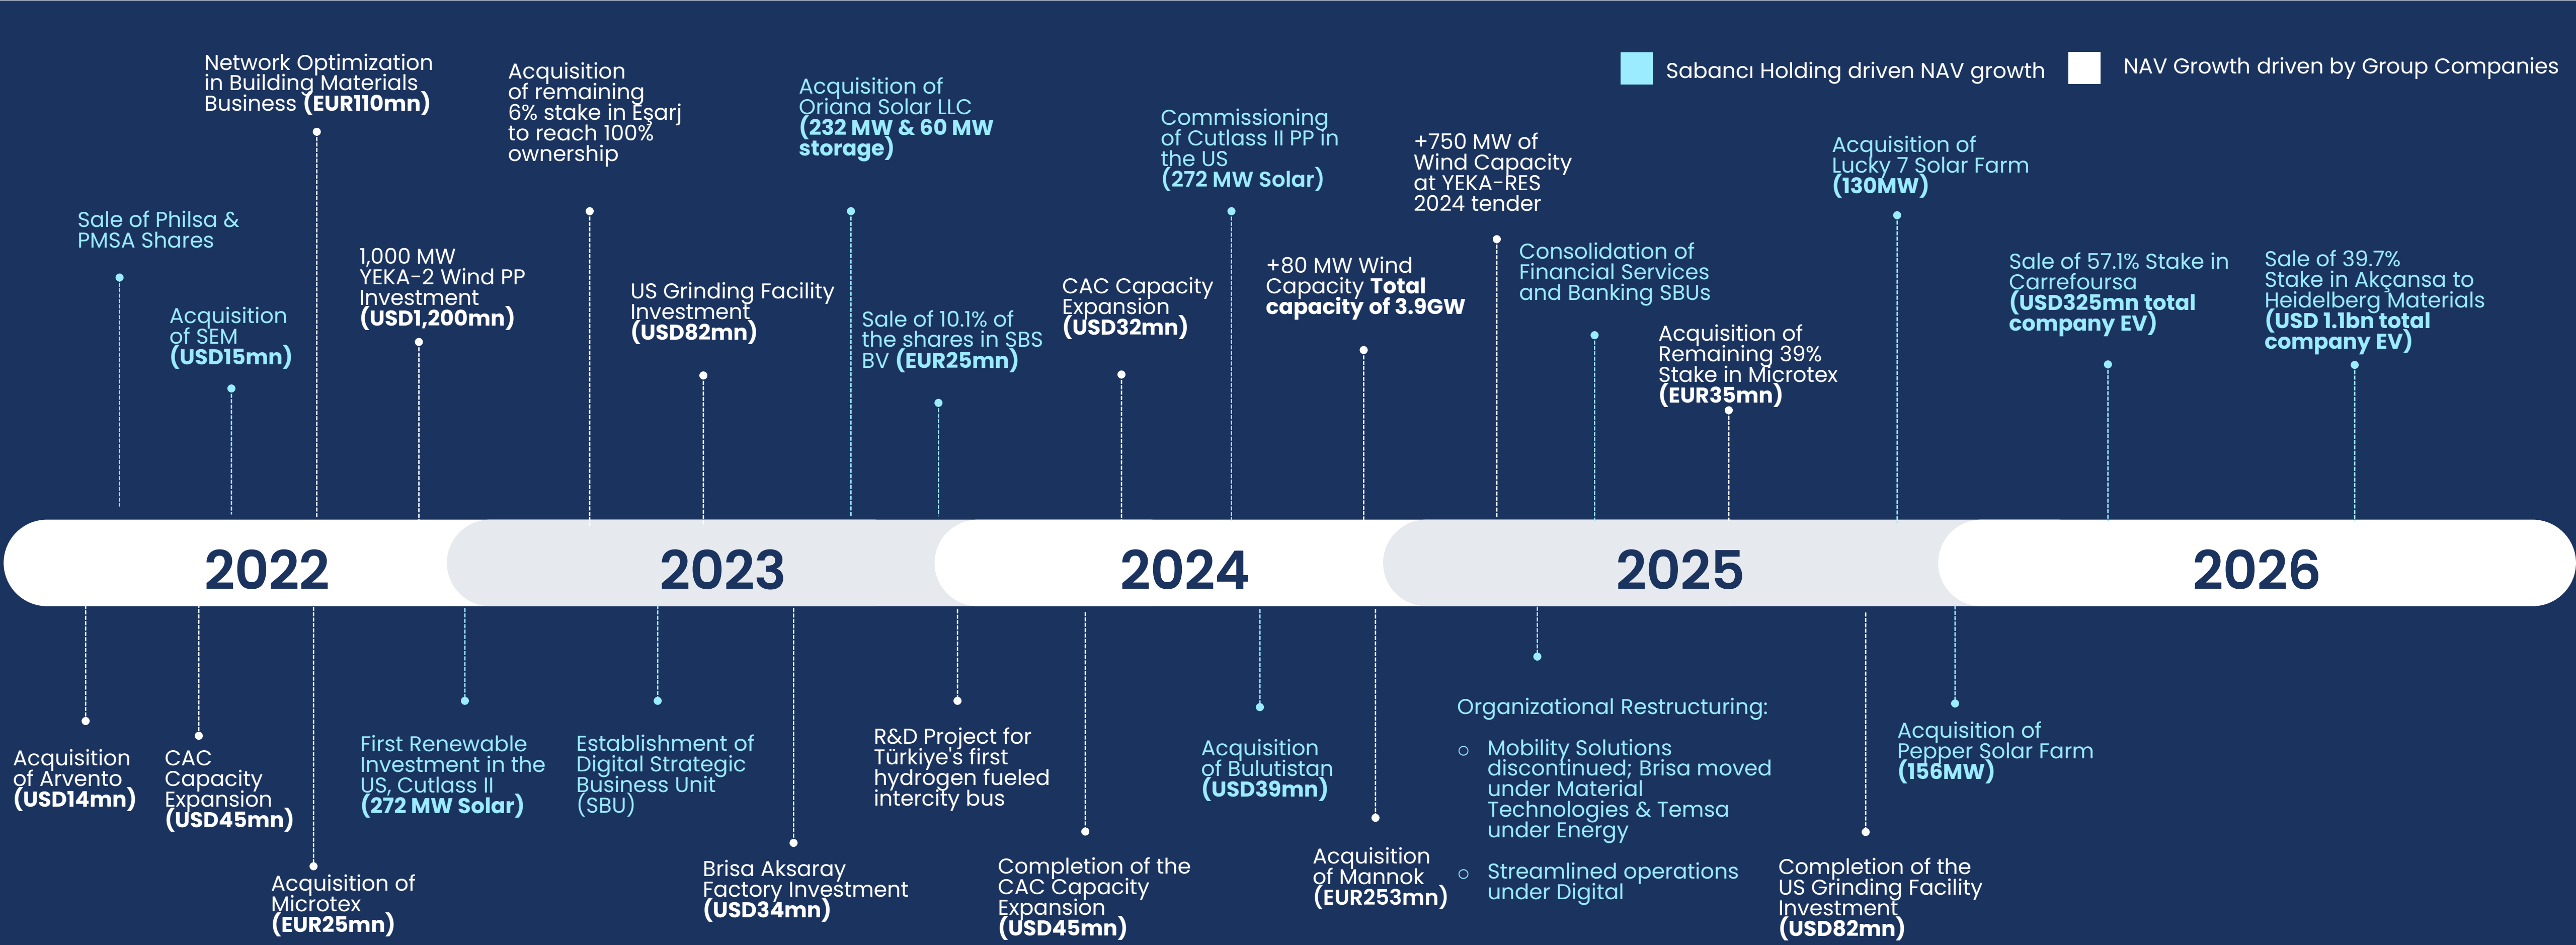 Sabancı Holding driven NAV growth
NAV Growth driven by Group Companies
Sale of Philsa &
PMSA Shares
Acquisition
of SEM
(USD15mn)
Network Optimization
in Building Materials
Business (EUR110mn)
1,000 MW
YEKA-2 Wind PP
Investment
(USD1,200mn)
Acquisition
of remaining
6% stake in Eşarj
to reach 100%
ownership
US Grinding Facility
Investment
(USD82mn)
Acquisition of
Oriana Solar LLC
(232 MW & 60 MW
storage)
Sale of 10.1% of
the shares in SBS
BV (EUR25mn)
CAC Capacity
Expansion
(USD32mn)
Commissioning
of Cutlass II PP in
the US
(272 MW Solar)
+80 MW Wind
Capacity Total
capacity of 3.9GW
+750 MW of
Wind Capacity
at YEKA-RES
2024 tender
Consolidation of
Financial Services
and Banking SBUs
Acquisition of
Remaining 39%
Stake in Microtex
(EUR35mn)
Acquisition of
Lucky 7 Solar Farm
(130MW)
Sale of 57.1% Stake in
Carrefoursa
(USD325mn total
company EV)
Sale of 39.7%
Stake in Akçansa to
Heidelberg Materials
(USD 1.1bn total
company EV)
2022
2023
2024
2025
2026
Acquisition
of Arvento
(USD14mn)
CAC
Capacity
Expansion
(USD45mn)
Acquisition of
Microtex
(EUR25mn)
First Renewable
Investment in the
US, Cutlass II
(272 MW Solar)
Establishment of
Digital Strategic
Business Unit
(SBU)
Brisa Aksaray
Factory Investment
(USD34mn)
R&D Project for
Türkiye's first
hydrogen fueled
intercity bus
Completion of the
CAC Capacity
Expansion
(USD45mn)
Acquisition
of Bulutistan
(USD39mn)
Acquisition
of Mannok
(EUR253mn)
Organizational Restructuring:
○ Mobility Solutions
discontinued; Brisa moved
under Material
Technologies & Temsa
under Energy
○ Streamlined operations
under Digital
Completion of the
US Grinding Facility
Investment
(USD82mn)
Acquisition of
Pepper Solar Farm
(156MW)